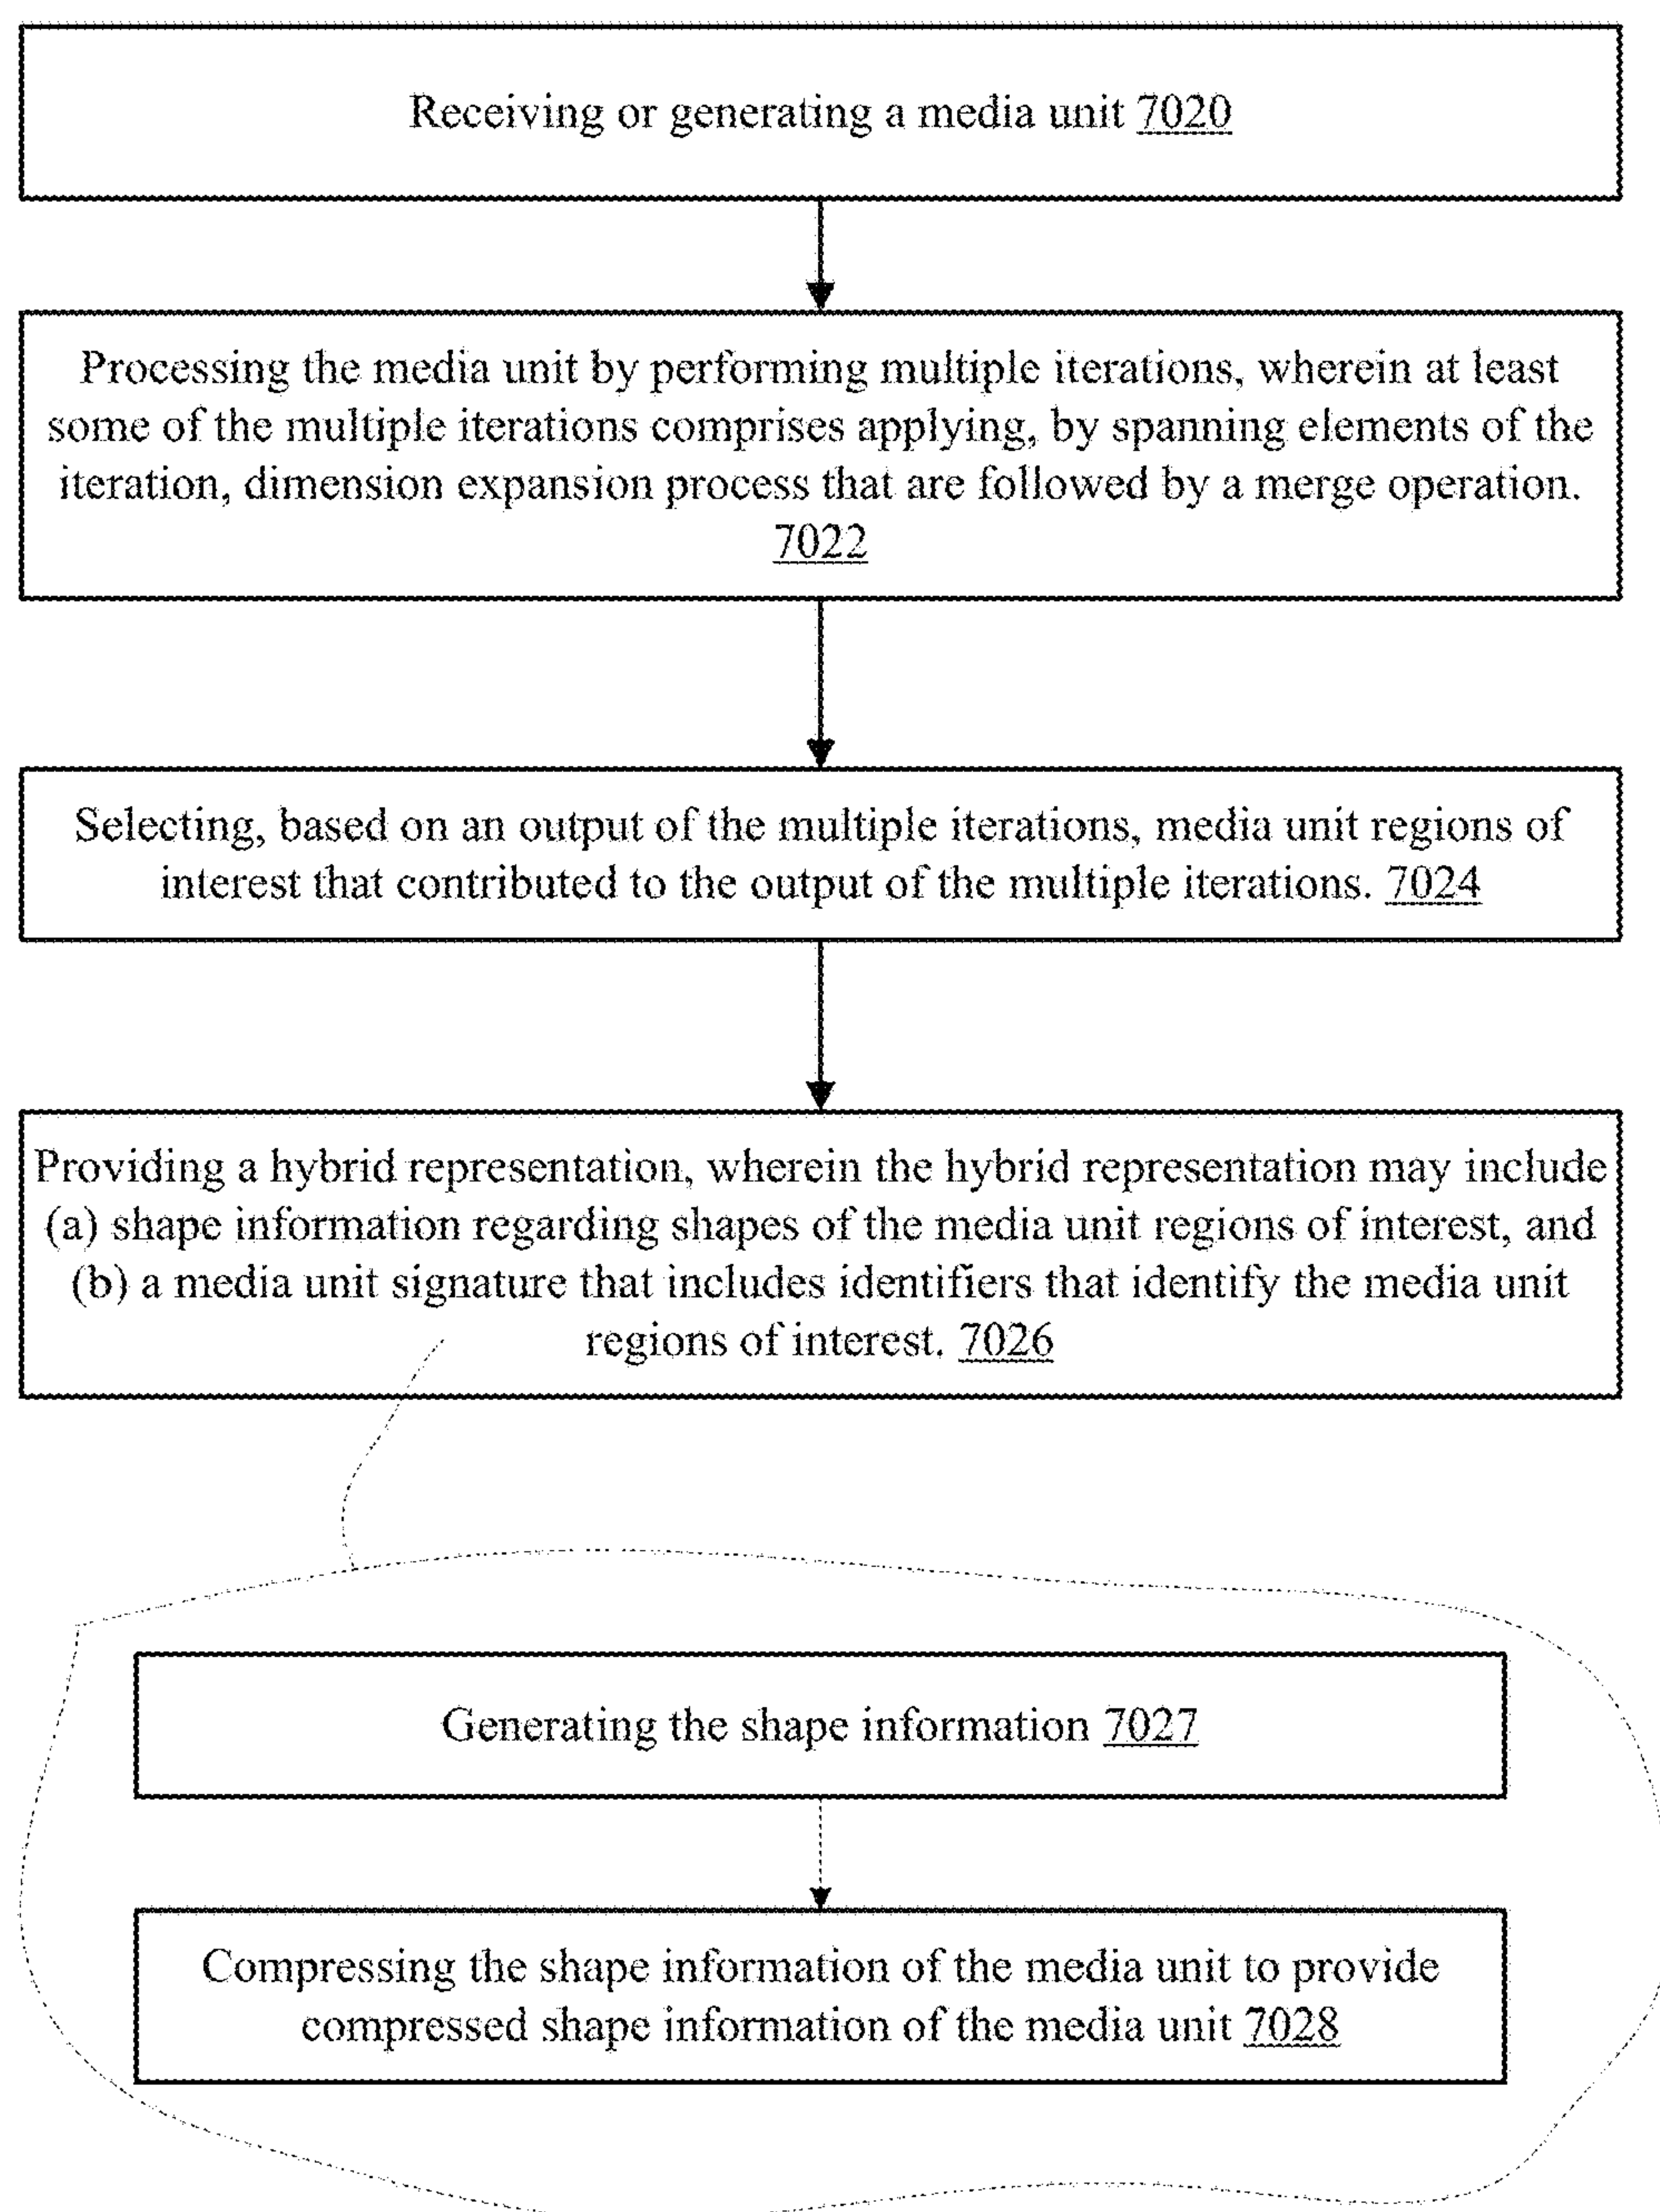 Receiving or generating a media unit 7020
Processing the media unit by performing multiple iterations, wherein at least
some of the multiple iterations comprises applying, by spanning elements of the
iteration, dimension expansion process that are followed by a merge operation.
7022
Selecting, based on an output of the multiple iterations, media unit regions of
interest that contributed to the output of the multiple iterations. 7024
Providing a hybrid representation, wherein the hybrid representation may include
(a) shape information regarding shapes of the media unit regions of interest, and
(b) a media unit signature that includes identifiers that identify the media unit
regions of interest. 7026
Generating the shape information 7027
Compressing the shape information of the media unit to provide
compressed shape information of the media unit 7028